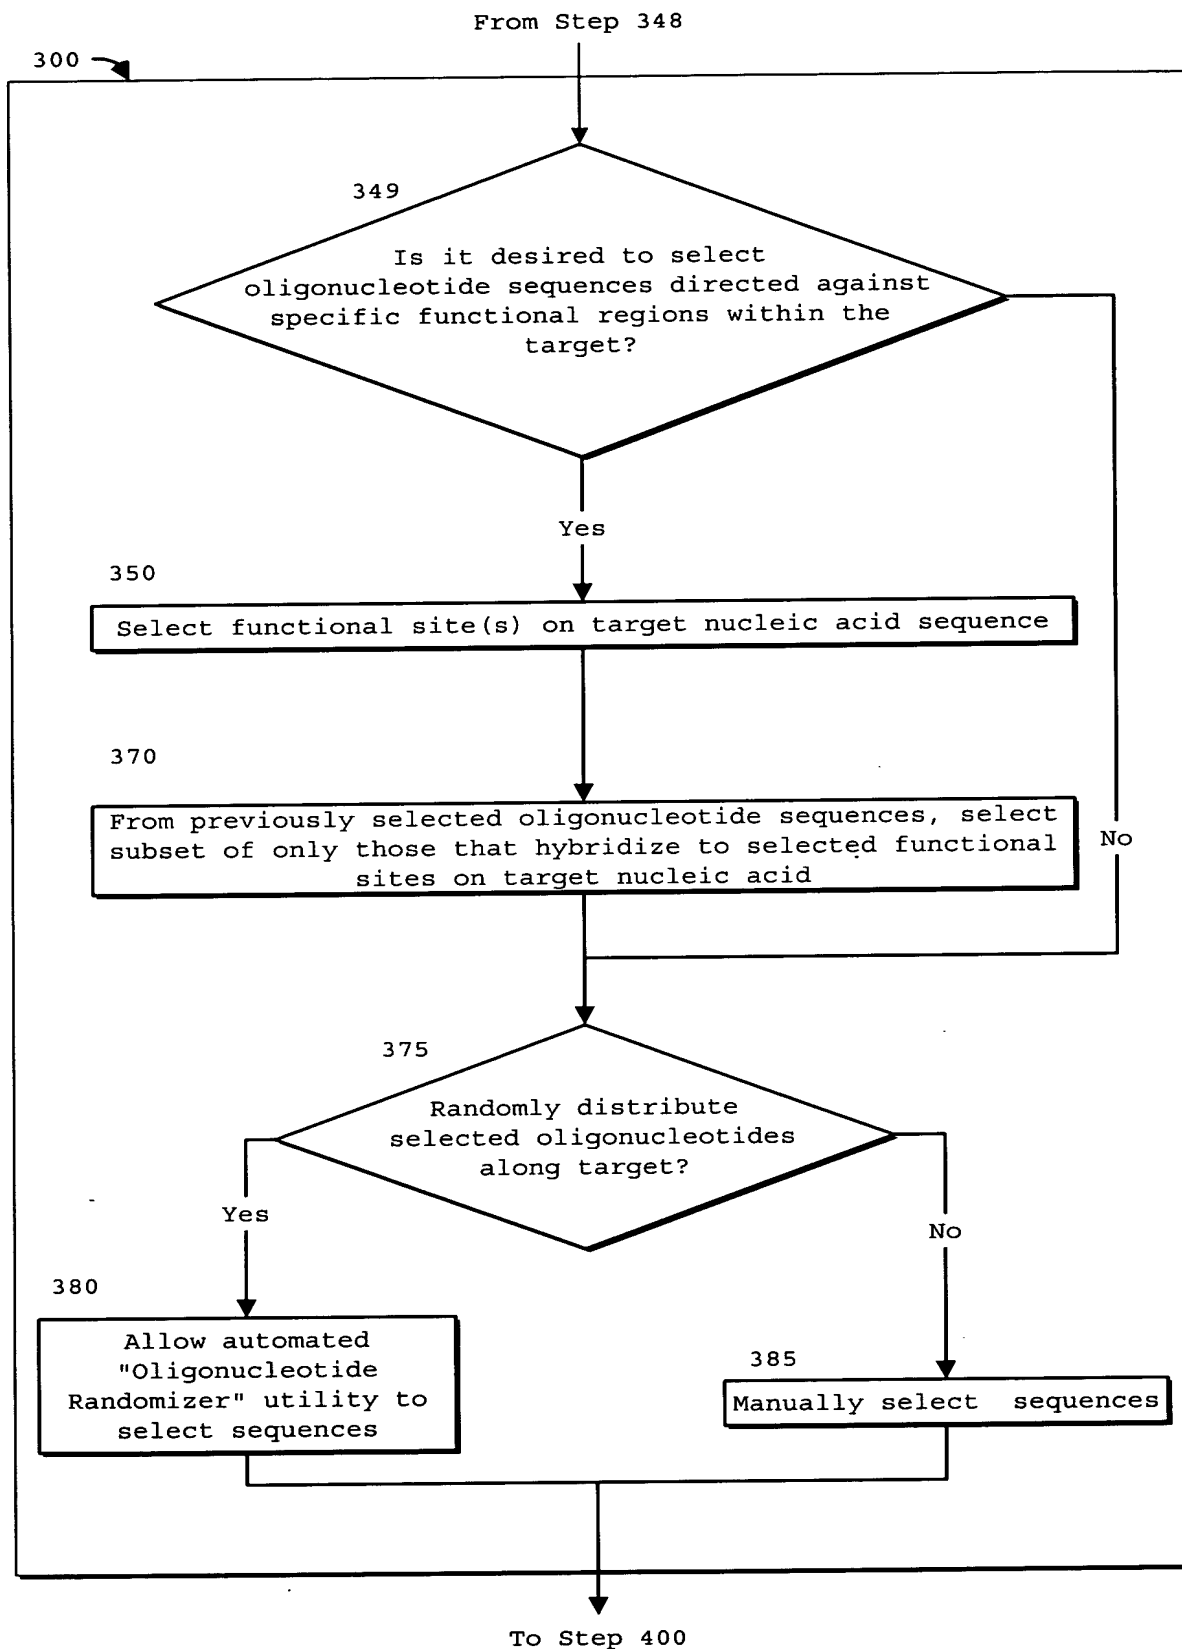 From Step 348
300
349
Is it desired to select
oligonucleotide sequences directed against
specific functional regions within the
target?
Yes
350
Select functional site(s) on target nucleic acid sequence
370
From previously selected oligonucleotide sequences, select
subset of only those that hybridize to selected functional
sites on target nucleic acid
No
375
Randomly distribute
selected oligonucleotides
along target?
Yes
No
380
Allow automated
"Oligonucleotide
Randomizer" utility to
select sequences
385
Manually select sequences
To Step 400